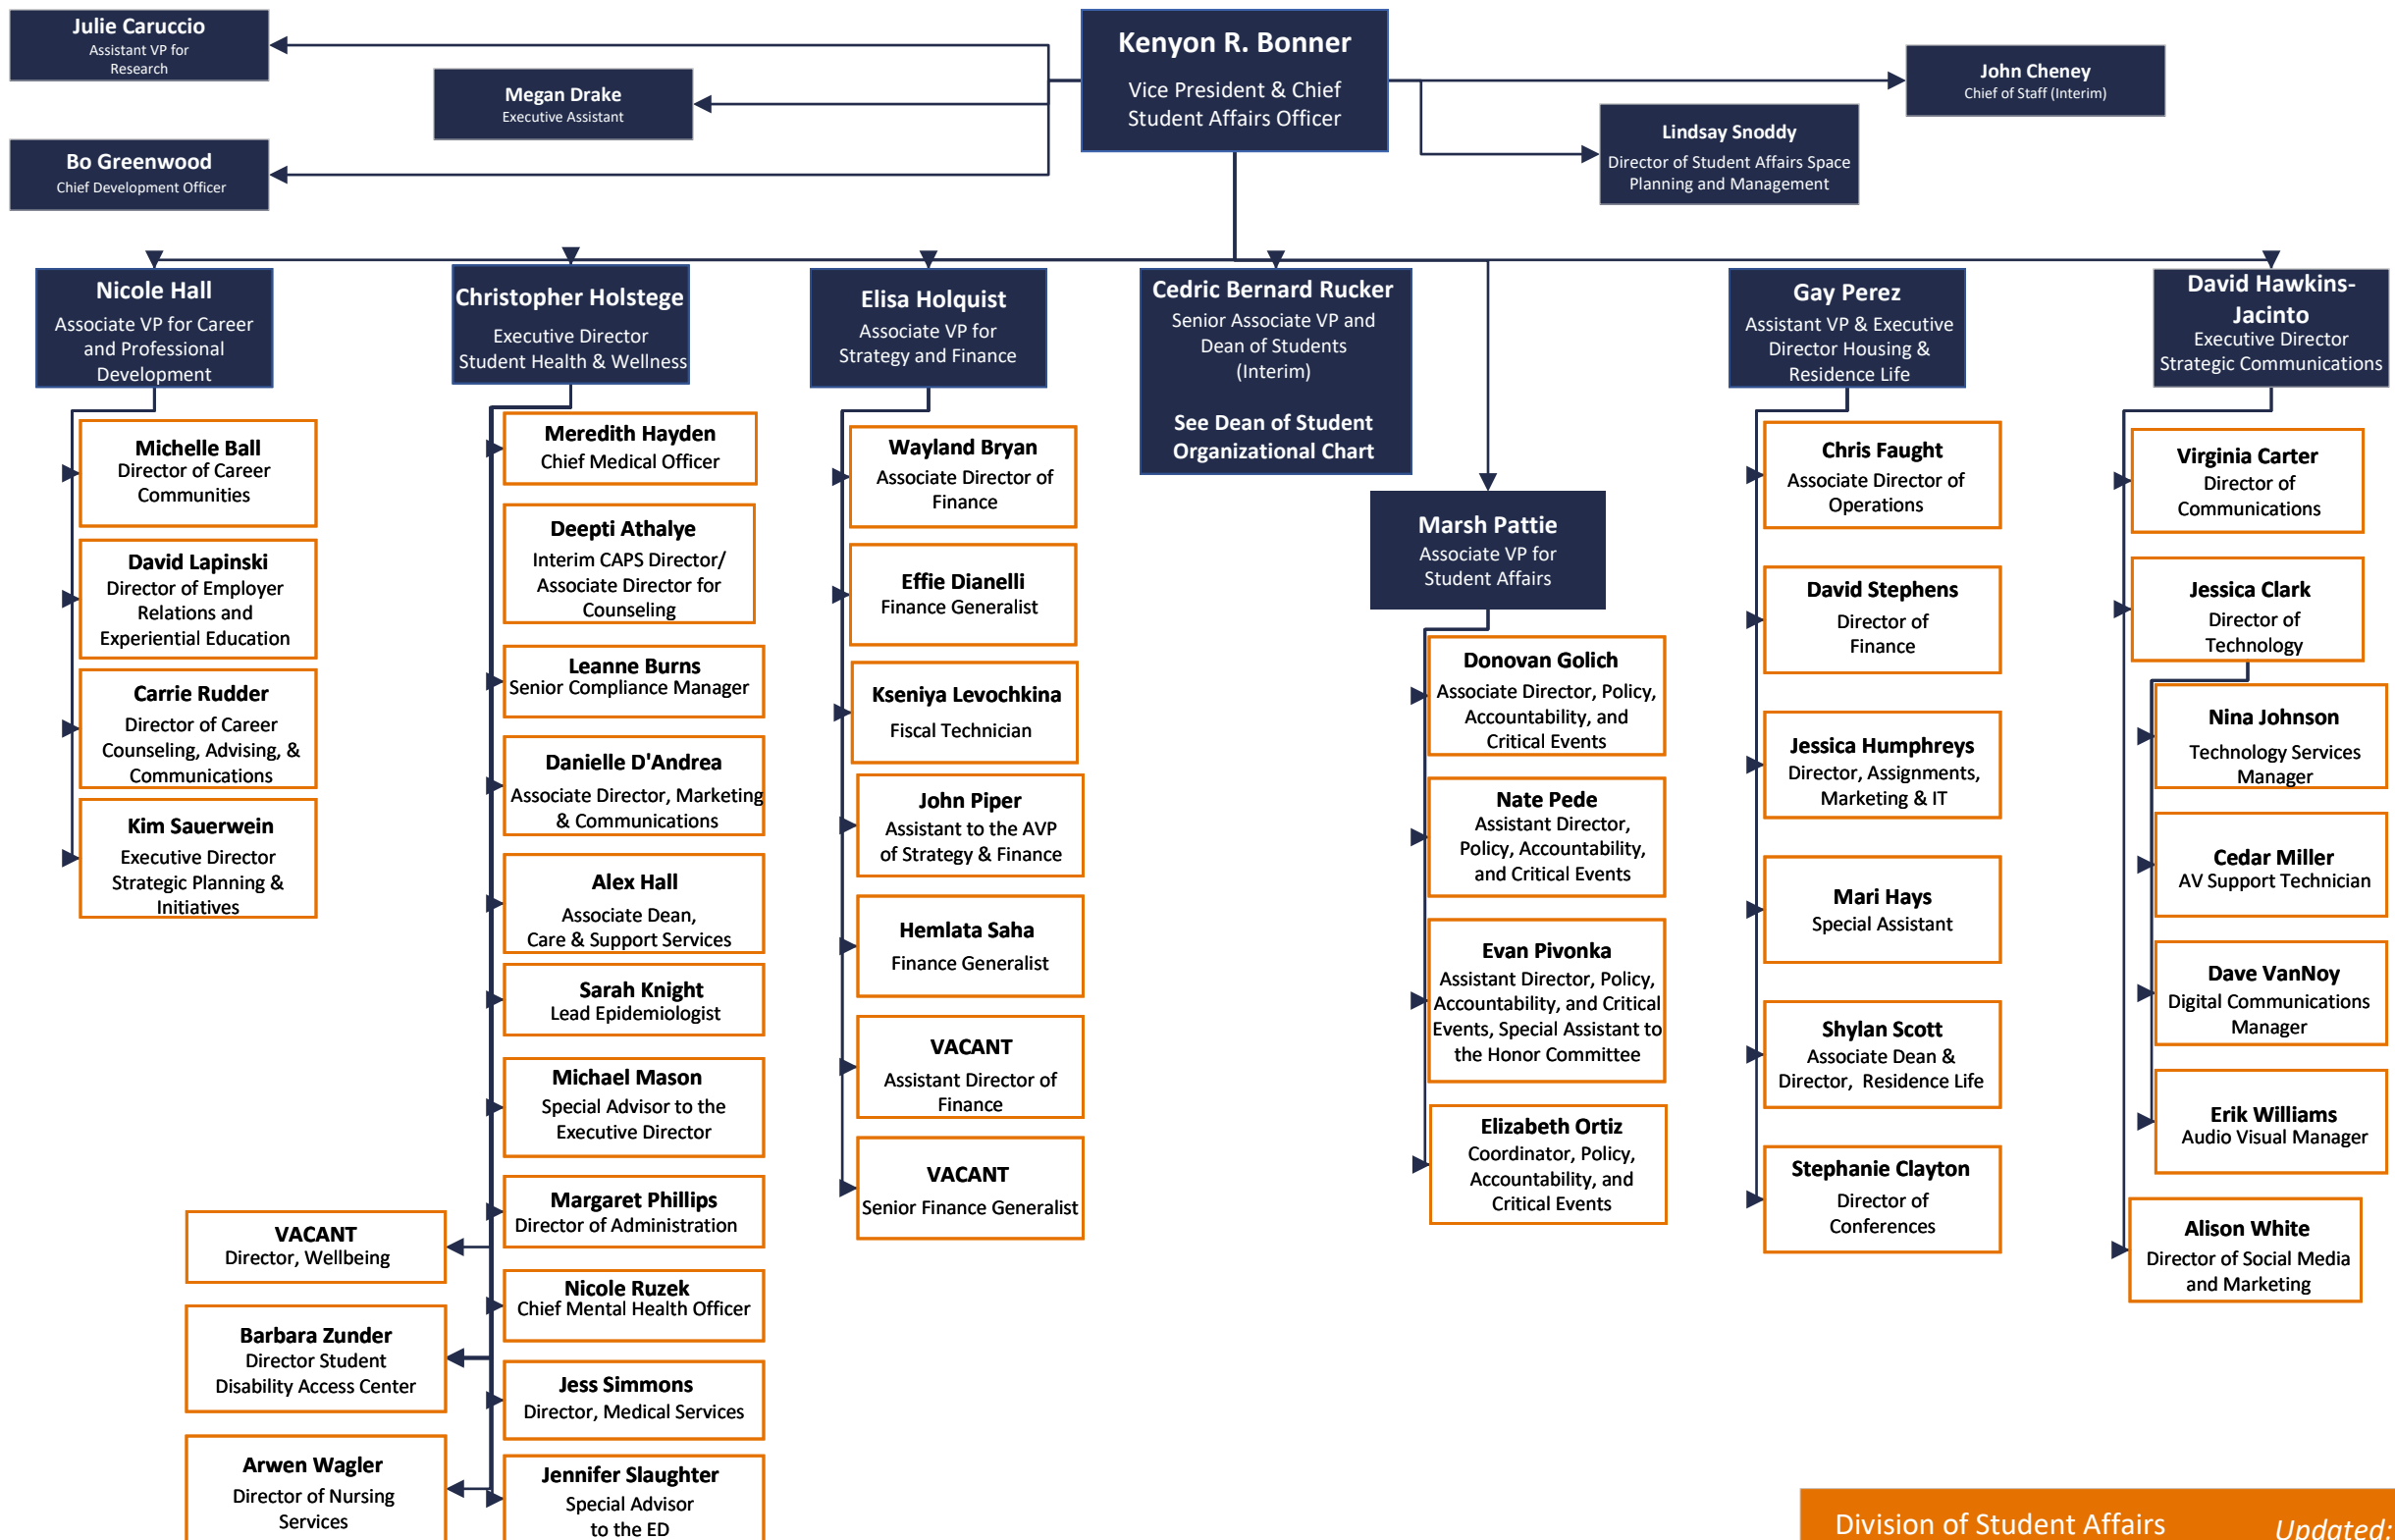 Julie Caruccio
Assistant VP for
Research
Megan Drake
Executive Assistant
Bo Greenwood
Chief Development Officer
Kenyon R. Bonner
Vice President & Chief
Student Affairs Officer
John Cheney
Chief of Staff (Interim)
Lindsay Snoddy
Director of Student Affairs Space
Planning and Management
Nicole Hall
Associate VP for Career
and Professional
Development
Michelle Ball
Director of Career
Communities
David Lapinski
Director of Employer
Relations and
Experiential Education
Carrie Rudder
Director of Career
Counseling, Advising, &
Communications
Kim Sauerwein
Executive Director
Strategic Planning &
Initiatives
Christopher Holstege
Executive Director
Student Health & Wellness
Meredith Hayden
Chief Medical Officer
Deepti Athalye
Interim CAPS Director/
Associate Director for
Counseling
Leanne Burns
Senior Compliance Manager
Danielle D'Andrea
Associate Director, Marketing
& Communications
Alex Hall
Associate Dean,
Care & Support Services
Sarah Knight
Lead Epidemiologist
Michael Mason
Special Advisor to the
Executive Director
Margaret Phillips
Director of Administration
VACANT
Director, Wellbeing
Nicole Ruzek
Chief Mental Health Officer
Barbara Zunder
Director Student
Disability Access Center
Jess Simmons
Director, Medical Services
Arwen Wagler
Director of Nursing
Services
Jennifer Slaughter
Special Advisor
to the ED
Elisa Holquist
Associate VP for
Strategy and Finance
Wayland Bryan
Associate Director of
Finance
Effie Dianelli
Finance Generalist
Kseniya Levochkina
Fiscal Technician
John Piper
Assistant to the AVP
of Strategy & Finance
Hemlata Saha
Finance Generalist
VACANT
Assistant Director of
Finance
VACANT
Senior Finance Generalist
Cedric Bernard Rucker
Senior Associate VP and
Dean of Students
(Interim)
See Dean of Student
Organizational Chart
Marsh Pattie
Associate VP for
Student Affairs
Donovan Golich
Associate Director, Policy,
Accountability, and
Critical Events
Nate Pede
Assistant Director,
Policy, Accountability,
and Critical Events
Evan Pivonka
Assistant Director, Policy,
Accountability, and Critical
Events, Special Assistant to
the Honor Committee
Elizabeth Ortiz
Coordinator, Policy,
Accountability, and
Critical Events
Gay Perez
Assistant VP & Executive
Director Housing &
Residence Life
Chris Faught
Associate Director of
Operations
David Stephens
Director of
Finance
Jessica Humphreys
Director, Assignments,
Marketing & IT
Mari Hays
Special Assistant
Shylan Scott
Associate Dean &
Director, Residence Life
Stephanie Clayton
Director of
Conferences
David Hawkins-
Jacinto
Executive Director
Strategic Communications
Virginia Carter
Director of
Communications
Jessica Clark
Director of
Technology
Nina Johnson
Technology Services
Manager
Cedar Miller
AV Support Technician
Dave VanNoy
Digital Communications
Manager
Erik Williams
Audio Visual Manager
Alison White
Director of Social Media
and Marketing
Division of Student Affairs
Updated: